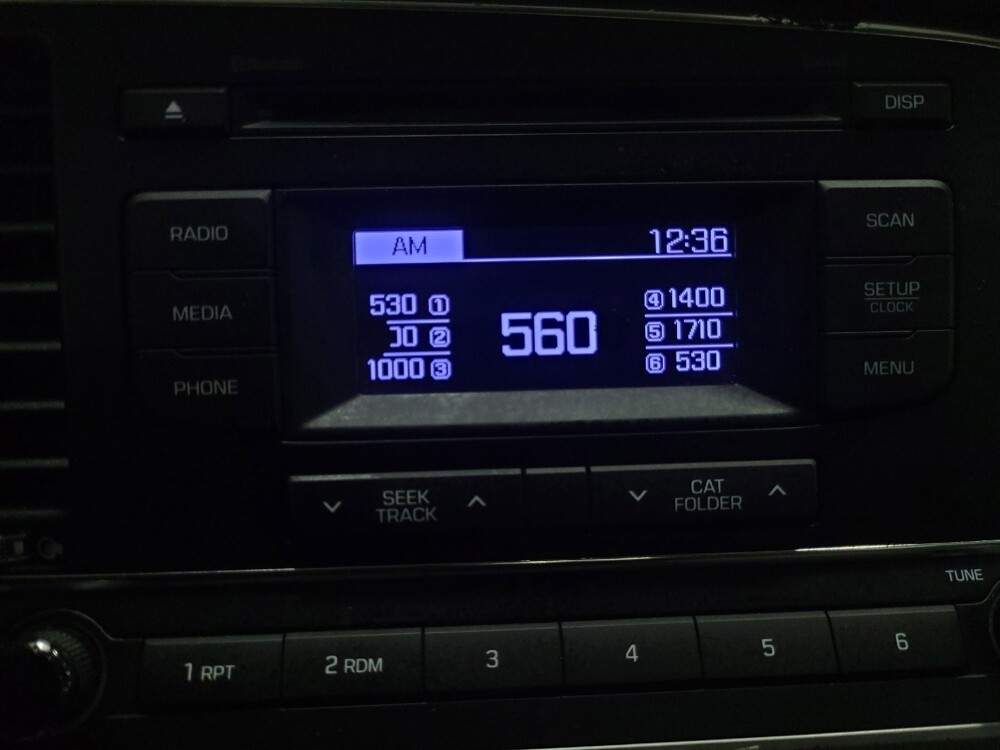 DISP
RADIO
MEDIA
PHONE
AM 12:36
530 1
2
1000 3
560
4 1400
5 1710
6 530
SCAN
SETUP
CLOCK
MENU
SEEK
TRACK
CAT
FOLDER
TUNE
1 RPT
2 RDM
3
4
5
6